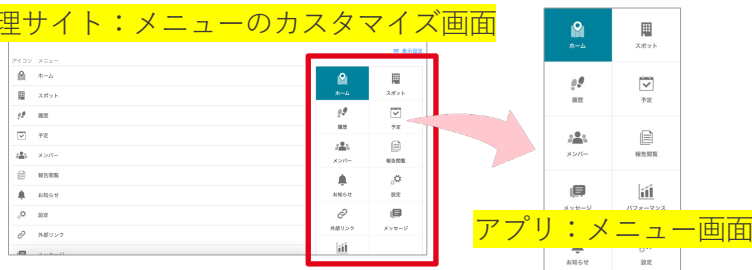 理サイト：メニューのカスタマイズ画面
表示設定
アイコン メニュー
ホーム
スポット
履歴
予定
メンバー
報告閲覧
お知らせ
設定
外部リンク
メッセージ
ホーム スポット
履歴 予定
メンバー 報告閲覧
お知らせ 設定
外部リンク メッセージ
ホーム スポット
履歴 予定
メンバー 報告閲覧
メッセージ パフォーマンス
アプリ：メニュー画面
お知らせ 設定